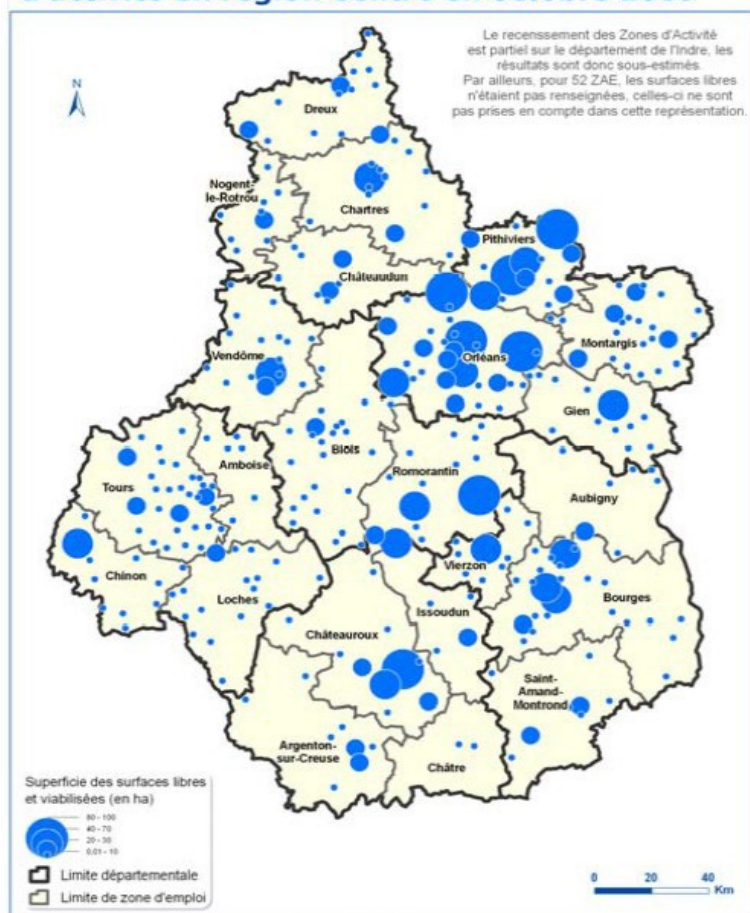 Le recenssement des Zones d'Activité
est partiel sur le département de l'Indre, les
résultats sont donc sous-estimés.
Par ailleurs, pour 52 ZAE, les surfaces libres
n'étaient pas renseignées, celles-ci ne sont
pas prises en compte dans cette représentation.
N
Dreux
Nogent-
le-Rotrou
Chartres
Pithiviers
Châteaudun
Montargis
Orléans
Vendôme
Gien
Blois
Amboise
Romorantin
Tours
Aubigny
Vierzon
Chinon
Loches
Issoudun
Bourges
Châteauroux
Saint-
Amand-
Montrond
Argenton-
sur-Creuse
Châtre
Superficie des surfaces libres
et viabilisées (en ha)
80 - 100
40 - 70
20 - 30
0,01 - 10
Limite départementale
Limite de zone d'emploi
0 20 40
Km